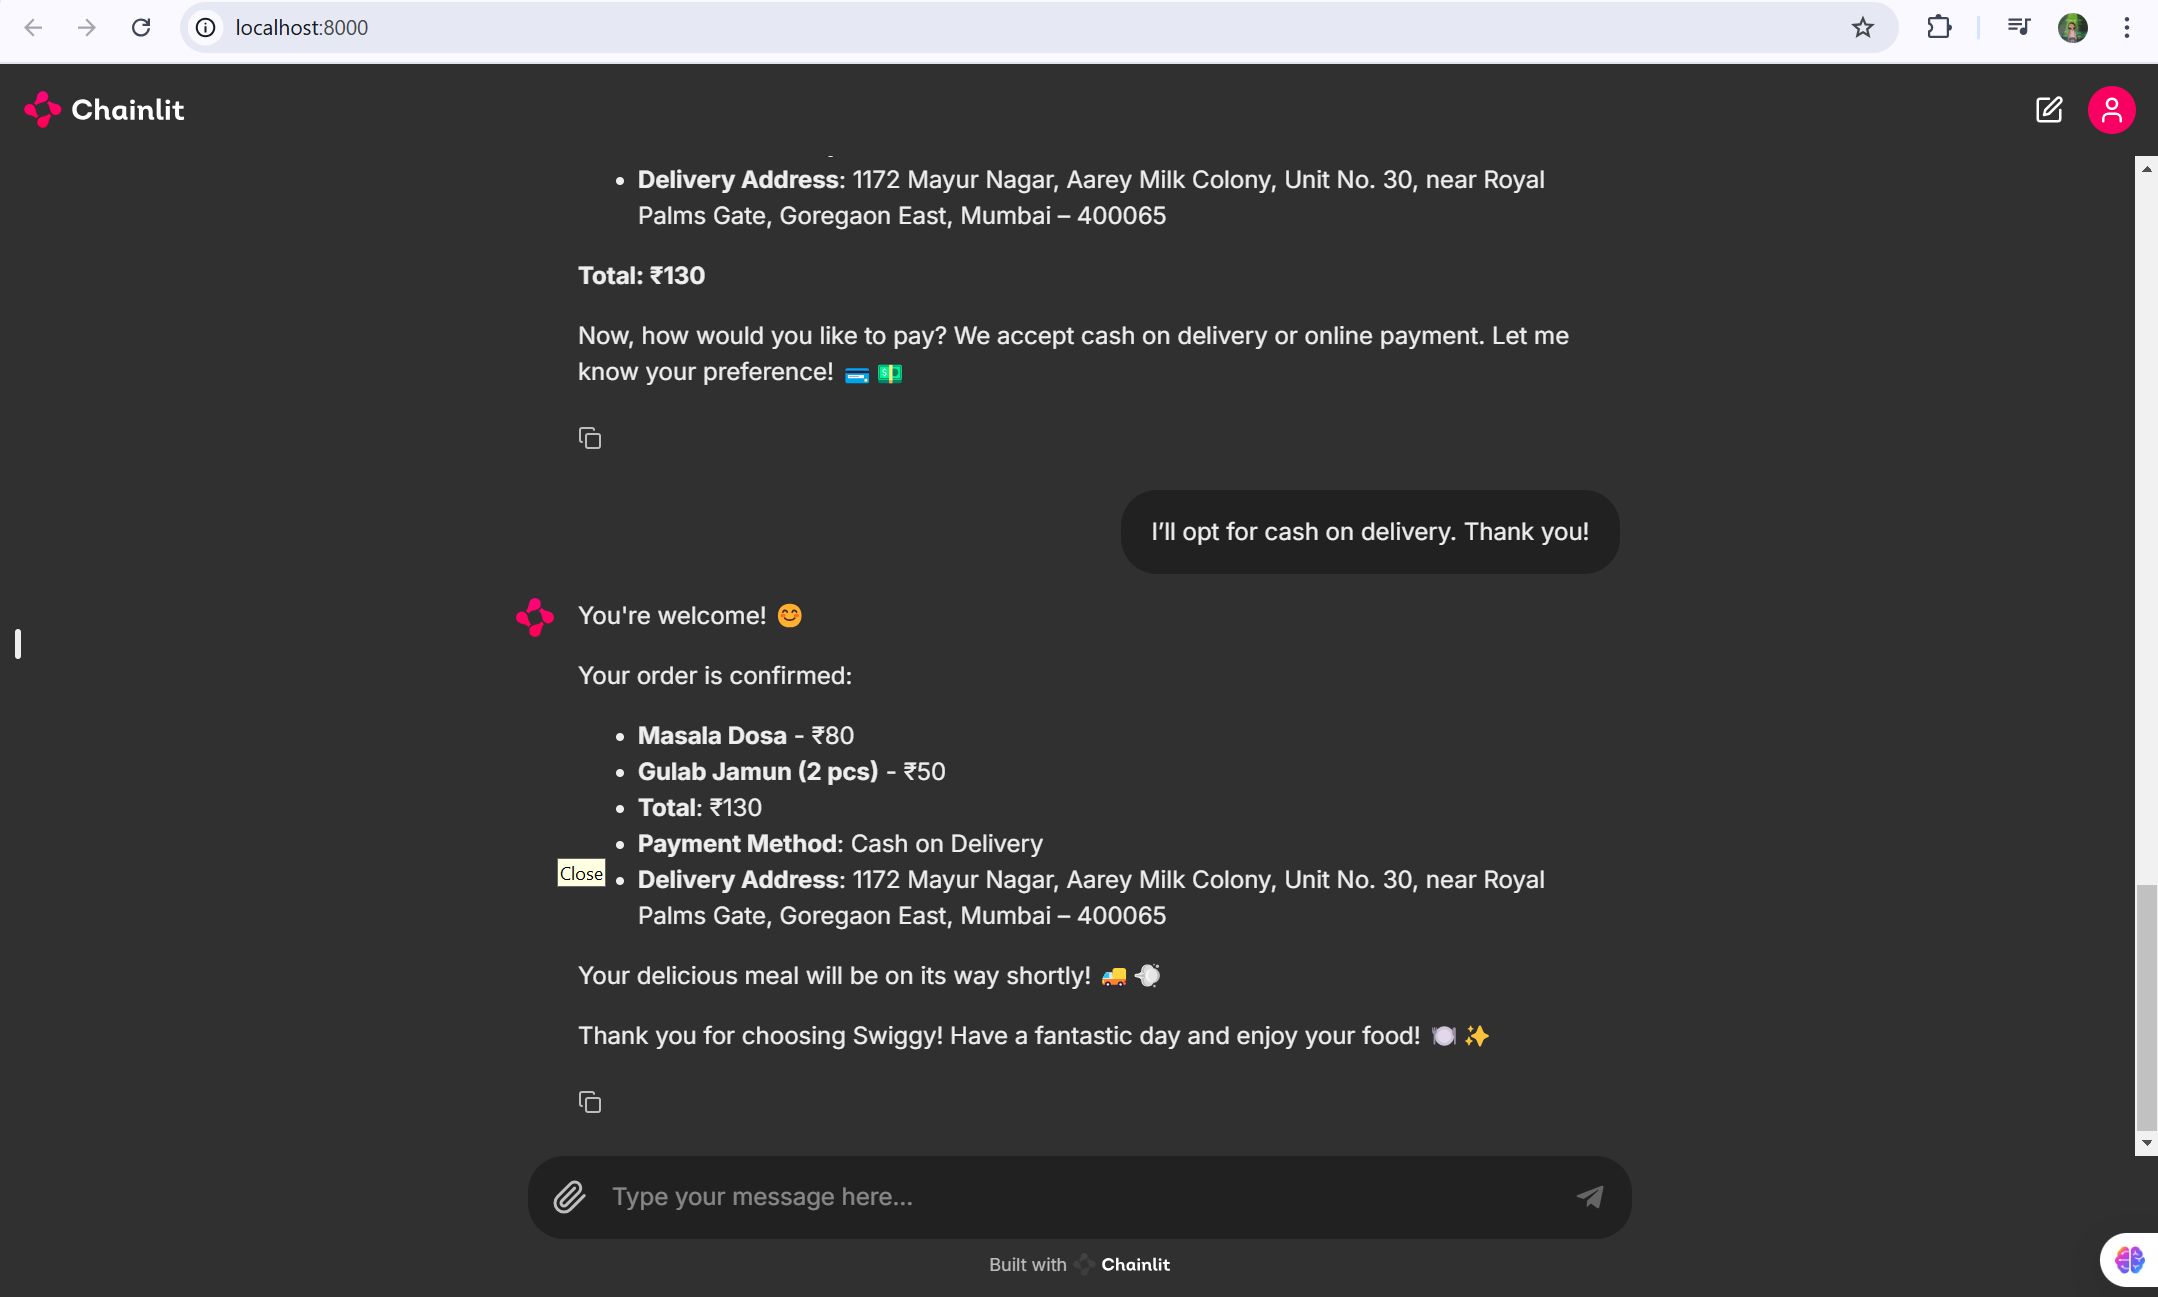 localhost:8000
Chainlit
• Delivery Address: 1172 Mayur Nagar, Aarey Milk Colony, Unit No. 30, near Royal
Palms Gate, Goregaon East, Mumbai – 400065
Total: ₹130
Now, how would you like to pay? We accept cash on delivery or online payment. Let me
know your preference! 💳 💵
I’ll opt for cash on delivery. Thank you!
You're welcome! 😊
Your order is confirmed:
• Masala Dosa - ₹80
• Gulab Jamun (2 pcs) - ₹50
• Total: ₹130
• Payment Method: Cash on Delivery
Close
• Delivery Address: 1172 Mayur Nagar, Aarey Milk Colony, Unit No. 30, near Royal
Palms Gate, Goregaon East, Mumbai – 400065
Your delicious meal will be on its way shortly! 🚚 💨
Thank you for choosing Swiggy! Have a fantastic day and enjoy your food! 🍽️ ✨
Type your message here...
Built with Chainlit